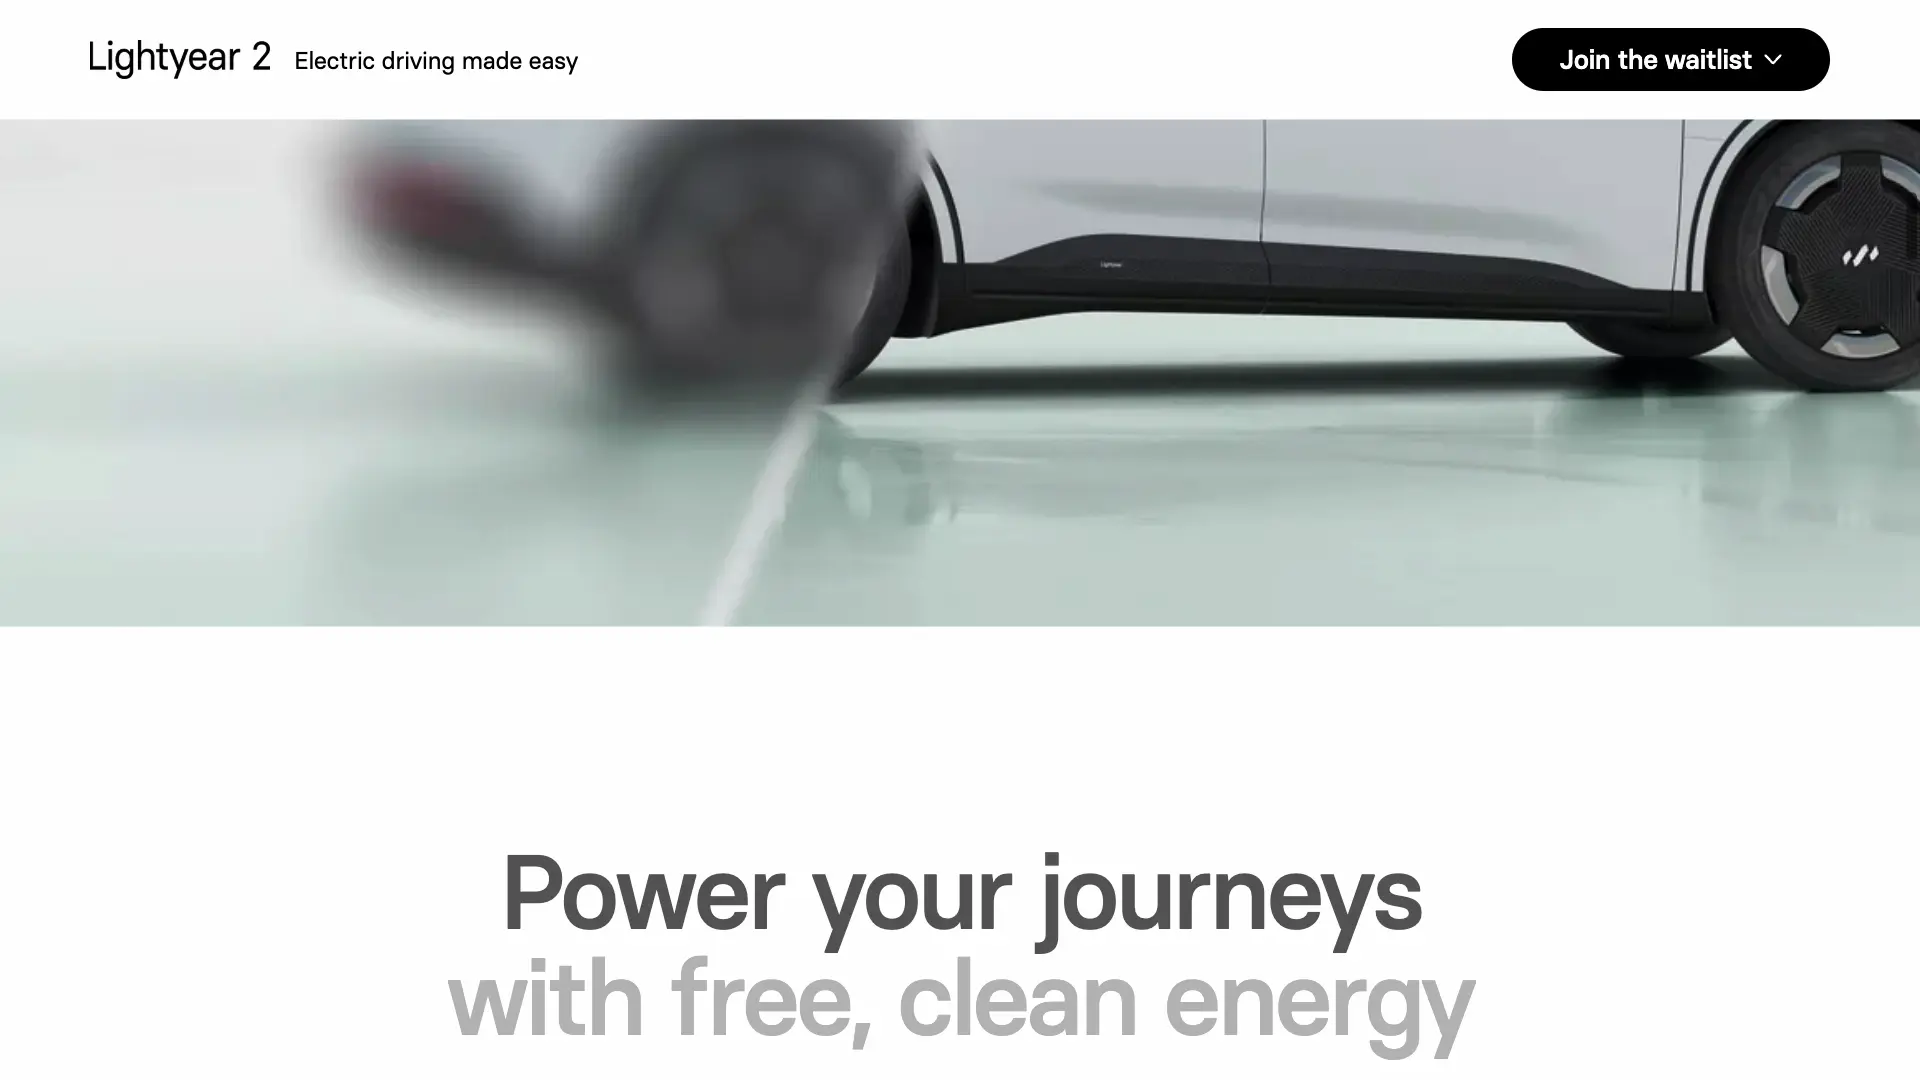 Lightyear 2 Electric driving made easy
Join the waitlist
Power your journeys
with free, clean energy